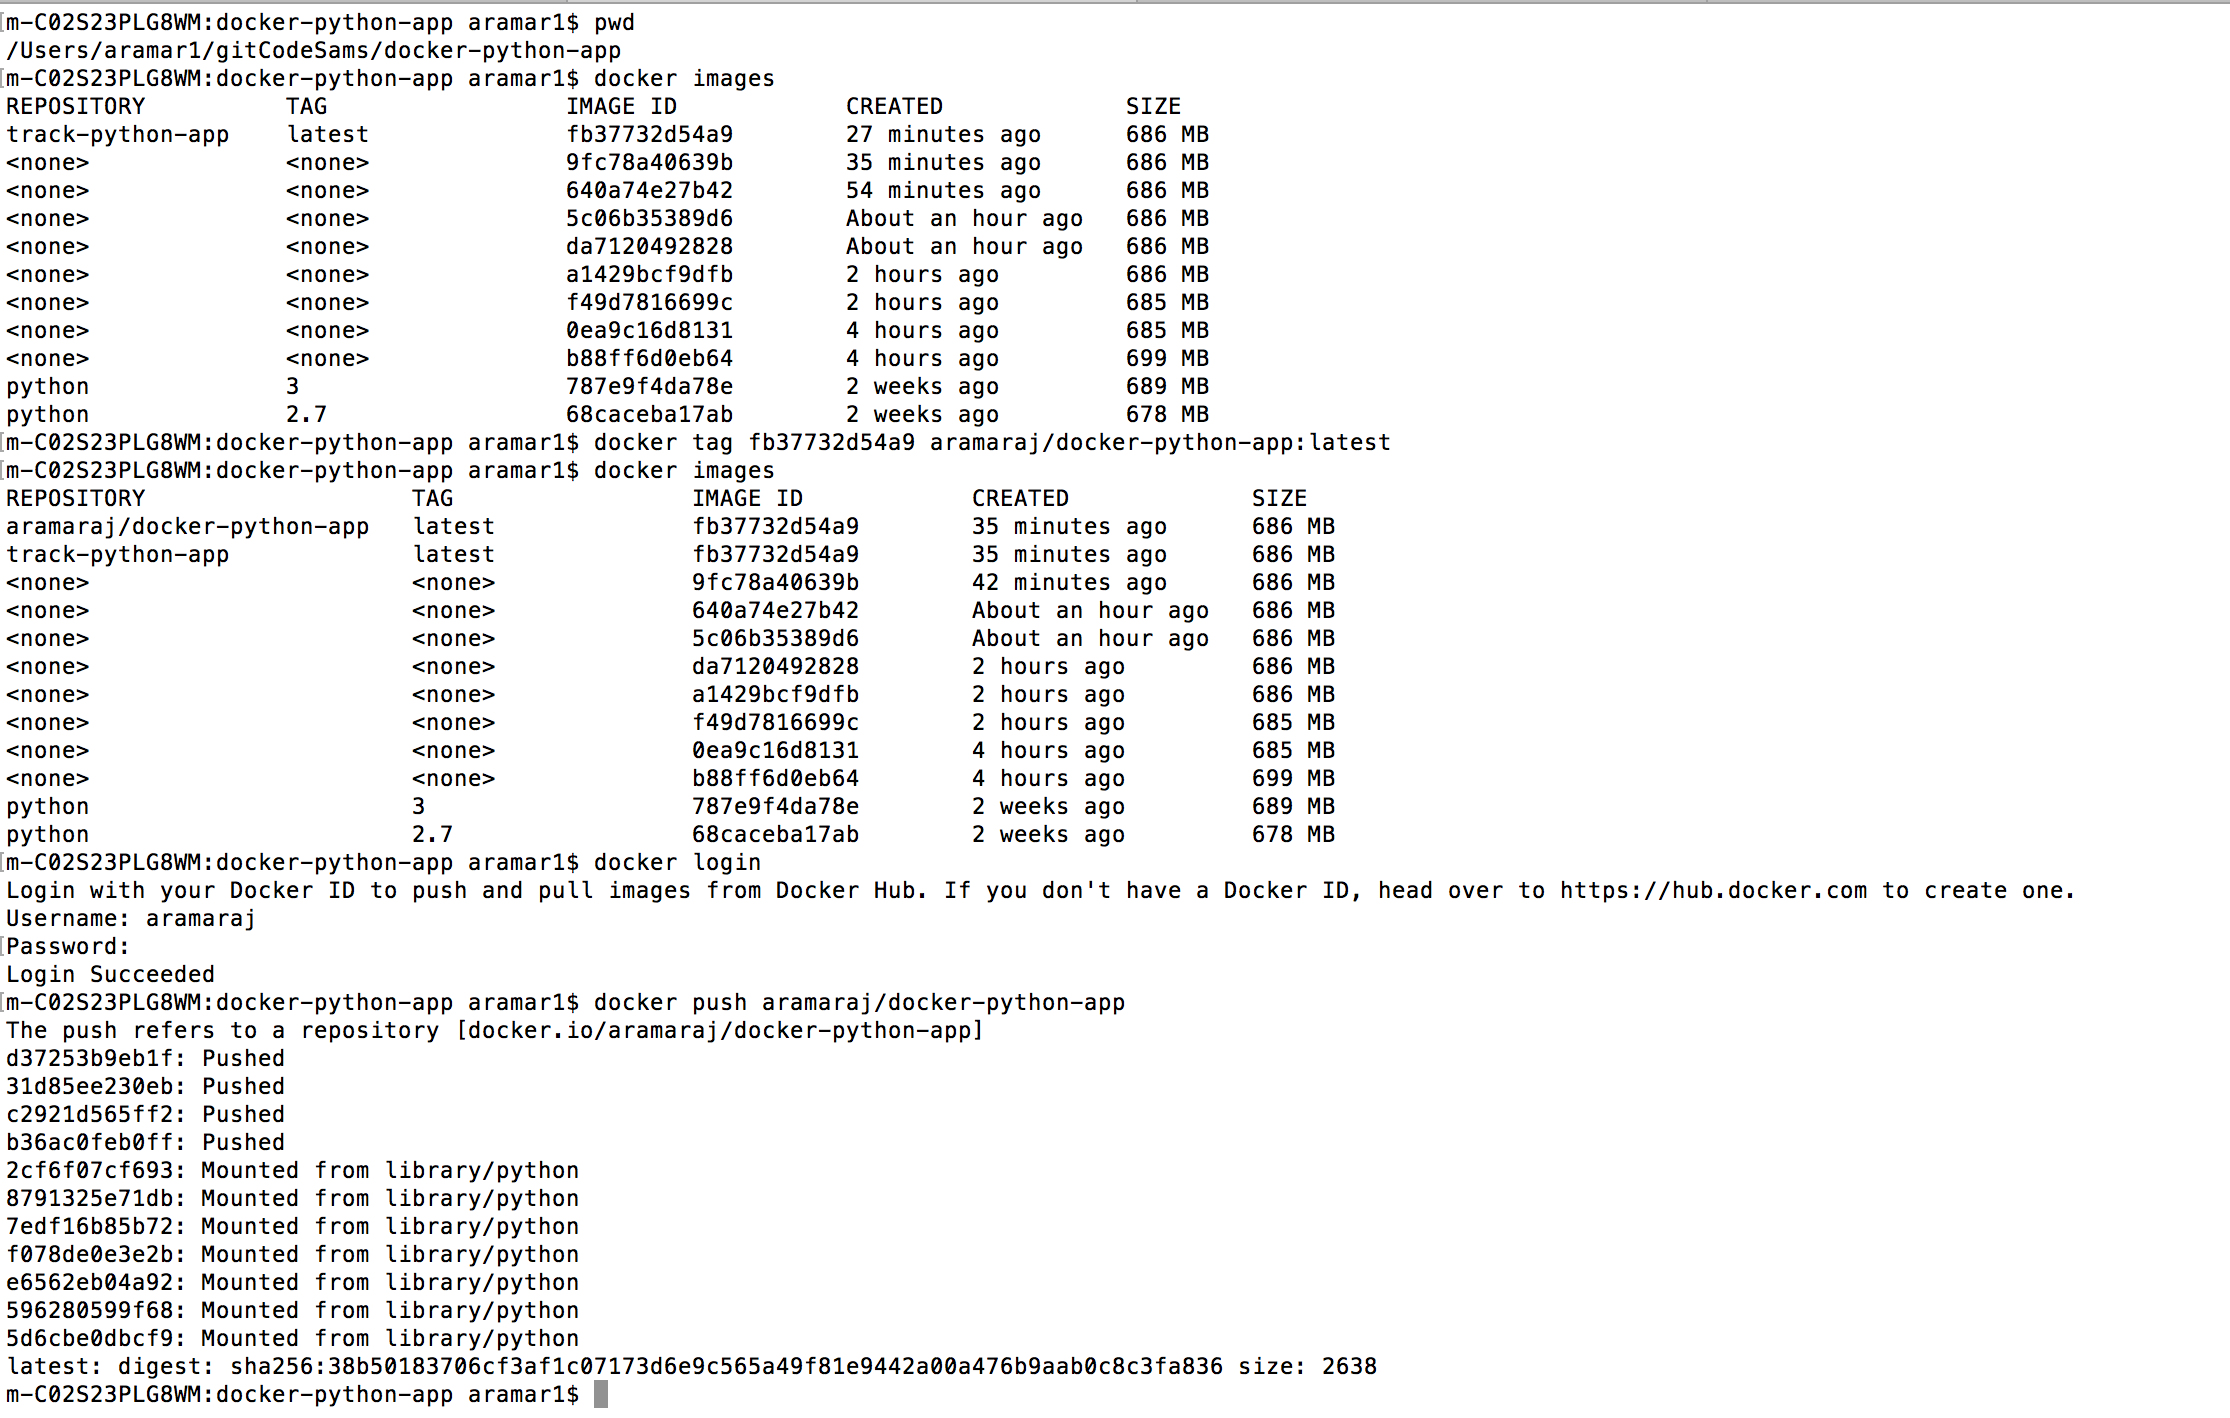 [m-C02S23PLG8WM:docker-python-app aramar1$ pwd
/Users/aramar1/gitCodeSams/docker-python-app
[m-C02S23PLG8WM:docker-python-app aramar1$ docker images
REPOSITORY TAG IMAGE ID CREATED SIZE
track-python-app latest fb37732d54a9 27 minutes ago 686 MB
<none> <none> 9fc78a40639b 35 minutes ago 686 MB
<none> <none> 640a74e27b42 54 minutes ago 686 MB
<none> <none> 5c06b35389d6 About an hour ago 686 MB
<none> <none> da7120492828 About an hour ago 686 MB
<none> <none> a1429bcf9dfb 2 hours ago 686 MB
<none> <none> f49d7816699c 2 hours ago 685 MB
<none> <none> 0ea9c16d8131 4 hours ago 685 MB
<none> <none> b88ff6d0eb64 4 hours ago 699 MB
python 3 787e9f4da78e 2 weeks ago 689 MB
python 2.7 68caceba17ab 2 weeks ago 678 MB
[m-C02S23PLG8WM:docker-python-app aramar1$ docker tag fb37732d54a9 aramaraj/docker-python-app:latest
[m-C02S23PLG8WM:docker-python-app aramar1$ docker images
REPOSITORY TAG IMAGE ID CREATED SIZE
aramaraj/docker-python-app latest fb37732d54a9 35 minutes ago 686 MB
track-python-app latest fb37732d54a9 35 minutes ago 686 MB
<none> <none> 9fc78a40639b 42 minutes ago 686 MB
<none> <none> 640a74e27b42 About an hour ago 686 MB
<none> <none> 5c06b35389d6 About an hour ago 686 MB
<none> <none> da7120492828 2 hours ago 686 MB
<none> <none> a1429bcf9dfb 2 hours ago 686 MB
<none> <none> f49d7816699c 2 hours ago 685 MB
<none> <none> 0ea9c16d8131 4 hours ago 685 MB
<none> <none> b88ff6d0eb64 4 hours ago 699 MB
python 3 787e9f4da78e 2 weeks ago 689 MB
python 2.7 68caceba17ab 2 weeks ago 678 MB
[m-C02S23PLG8WM:docker-python-app aramar1$ docker login
Login with your Docker ID to push and pull images from Docker Hub. If you don't have a Docker ID, head over to https://hub.docker.com to create one.
Username: aramaraj
[Password:
Login Succeeded
[m-C02S23PLG8WM:docker-python-app aramar1$ docker push aramaraj/docker-python-app
The push refers to a repository [docker.io/aramaraj/docker-python-app]
d37253b9eb1f: Pushed
31d85ee230eb: Pushed
c2921d565ff2: Pushed
b36ac0feb0ff: Pushed
2cf6f07cf693: Mounted from library/python
8791325e71db: Mounted from library/python
7edf16b85b72: Mounted from library/python
f078de0e3e2b: Mounted from library/python
e6562eb04a92: Mounted from library/python
596280599f68: Mounted from library/python
5d6cbe0dbcf9: Mounted from library/python
latest: digest: sha256:38b50183706cf3af1c07173d6e9c565a49f81e9442a00a476b9aab0c8c3fa836 size: 2638
m-C02S23PLG8WM:docker-python-app aramar1$